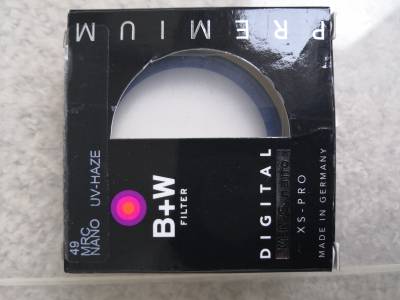 PREMIUM
49
MRC
NANO UV-HAZE
B+W
FILTER
DIGITAL
XS-PRO
MADE IN GERMANY